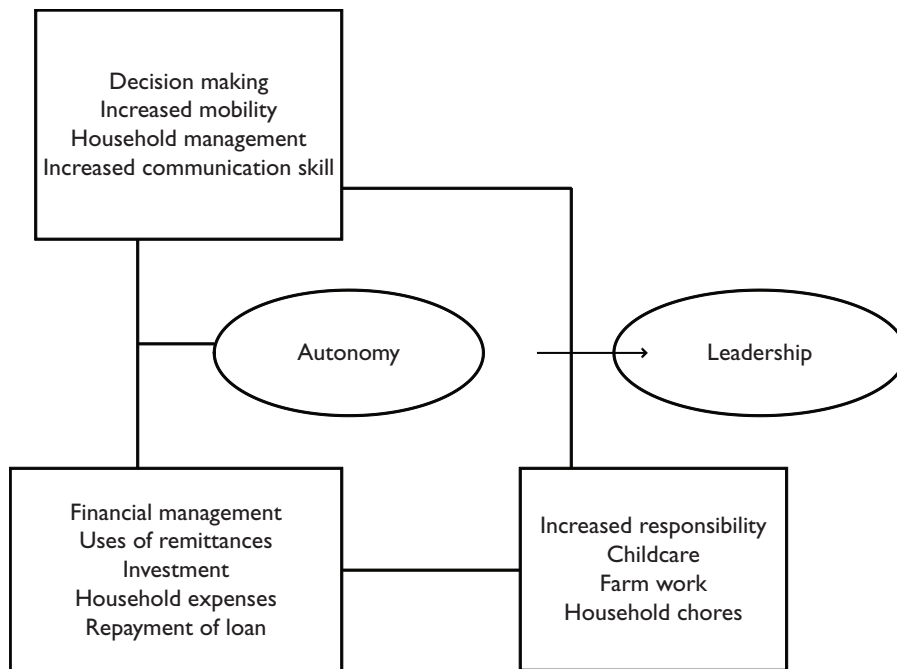 Decision making
Increased mobility
Household management
Increased communication skill
Autonomy
Leadership
Financial management
Uses of remittances
Investment
Household expenses
Repayment of loan
Increased responsibility
Childcare
Farm work
Household chores